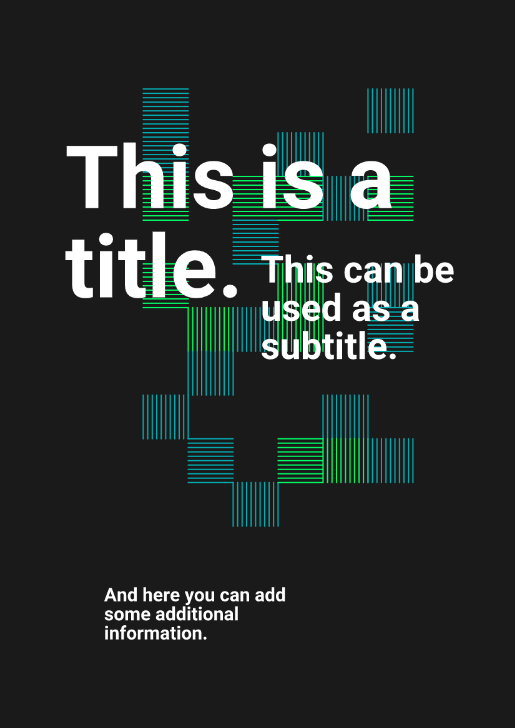 This is a
title.
This can be
used as a
subtitle.
And here you can add
some additional
information.